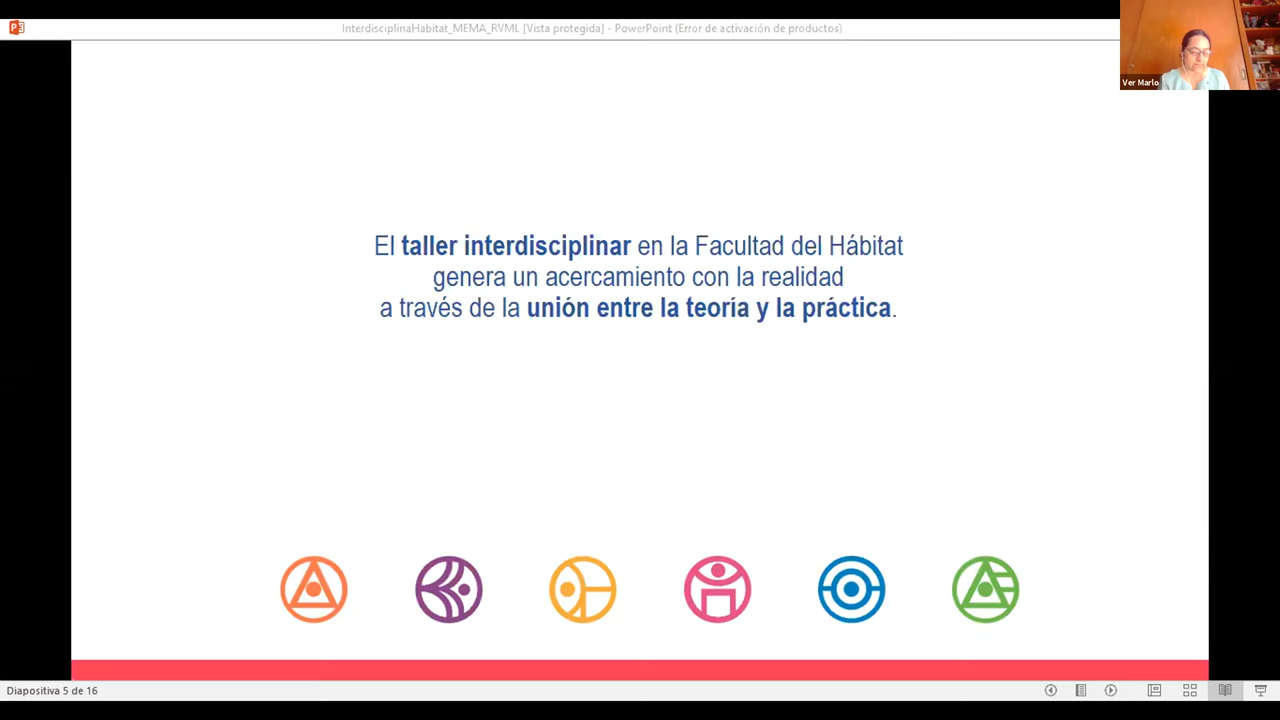 InterdisciplinaHabitat_MEMA_RVML [Vista protegida] - PowerPoint (Error de activación de productos)
Ver Marlo
El taller interdisciplinar en la Facultad del Hábitat
genera un acercamiento con la realidad
a través de la unión entre la teoría y la práctica.
Diapositiva 5 de 16